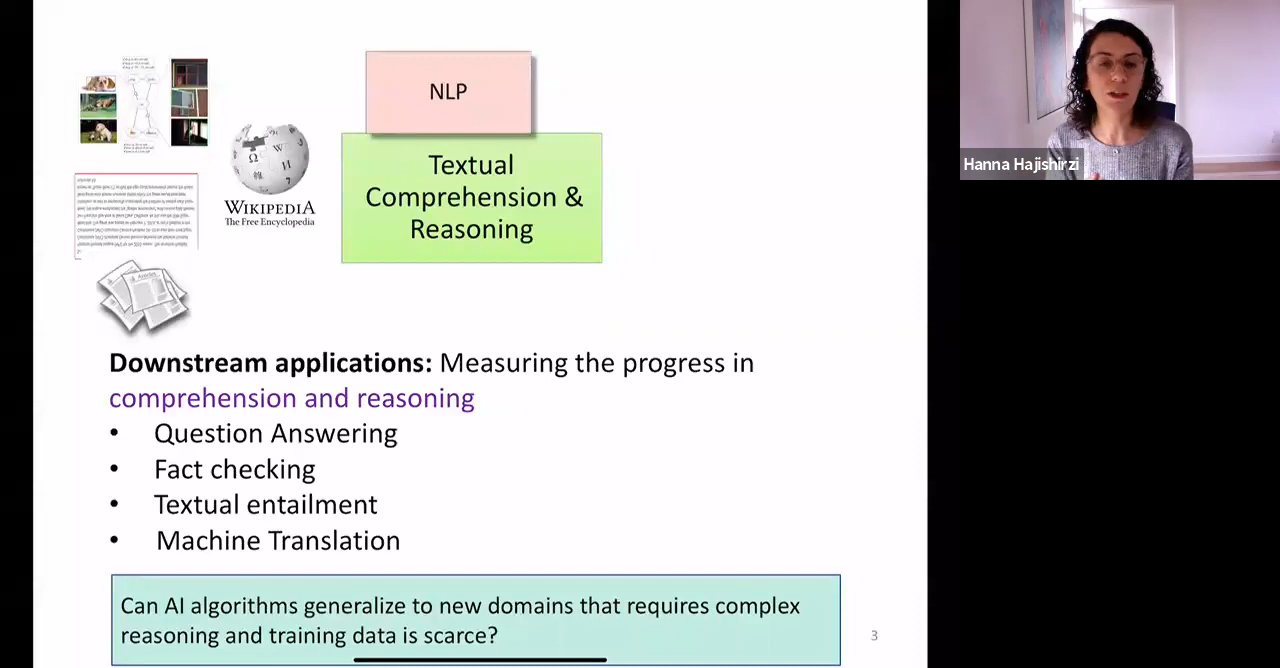 NLP
Textual
Comprehension &
Reasoning
WIKIPEDIA
The Free Encyclopedia
Hanna Hajishirzi
Downstream applications: Measuring the progress in
comprehension and reasoning
• Question Answering
• Fact checking
• Textual entailment
• Machine Translation
Can AI algorithms generalize to new domains that requires complex
reasoning and training data is scarce?
3